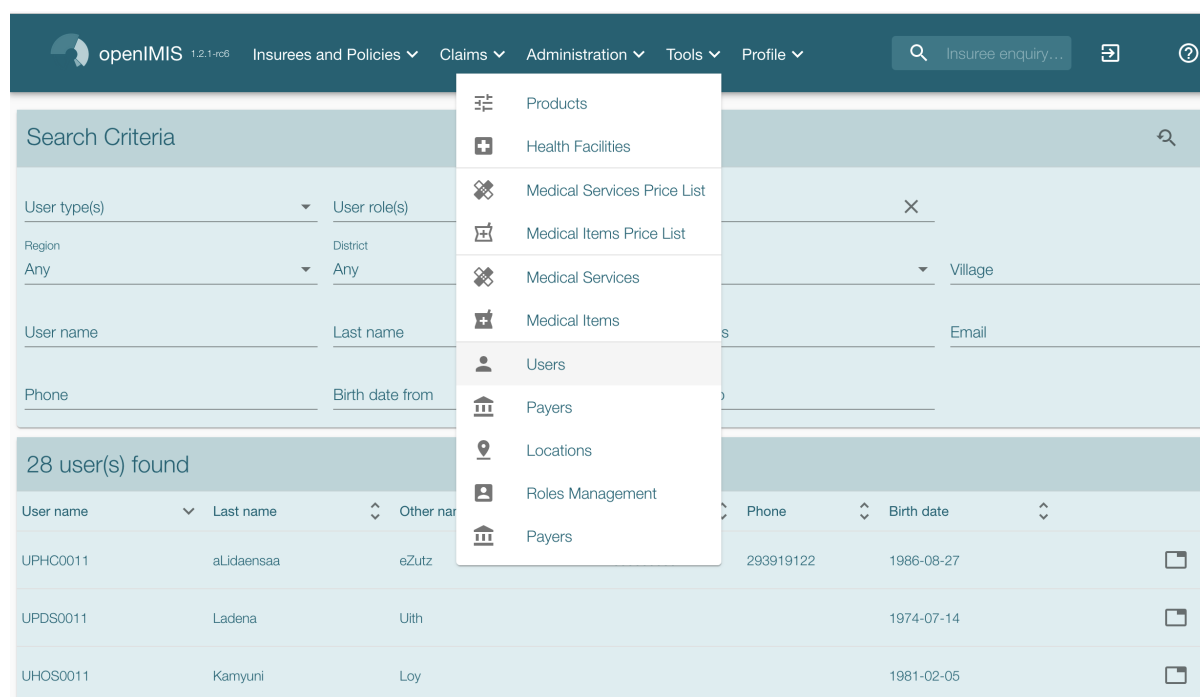 openIMIS 1.2.1-rc6 Insurees and Policies Claims Administration Tools Profile Insuree enquiry...
Products
Health Facilities
Medical Services Price List
Medical Items Price List
Medical Services
Medical Items
Users
Payers
Locations
Roles Management
Payers
Search Criteria
User type(s) User role(s)
Region District
Any Any Village
User name Last name s Email
Phone Birth date from
28 user(s) found
User name Last name Other nar Phone Birth date
UPHC0011 aLidaensaa eZutz 293919122 1986-08-27
UPDS0011 Ladena Uith 1974-07-14
UHOS0011 Kamyuni Loy 1981-02-05